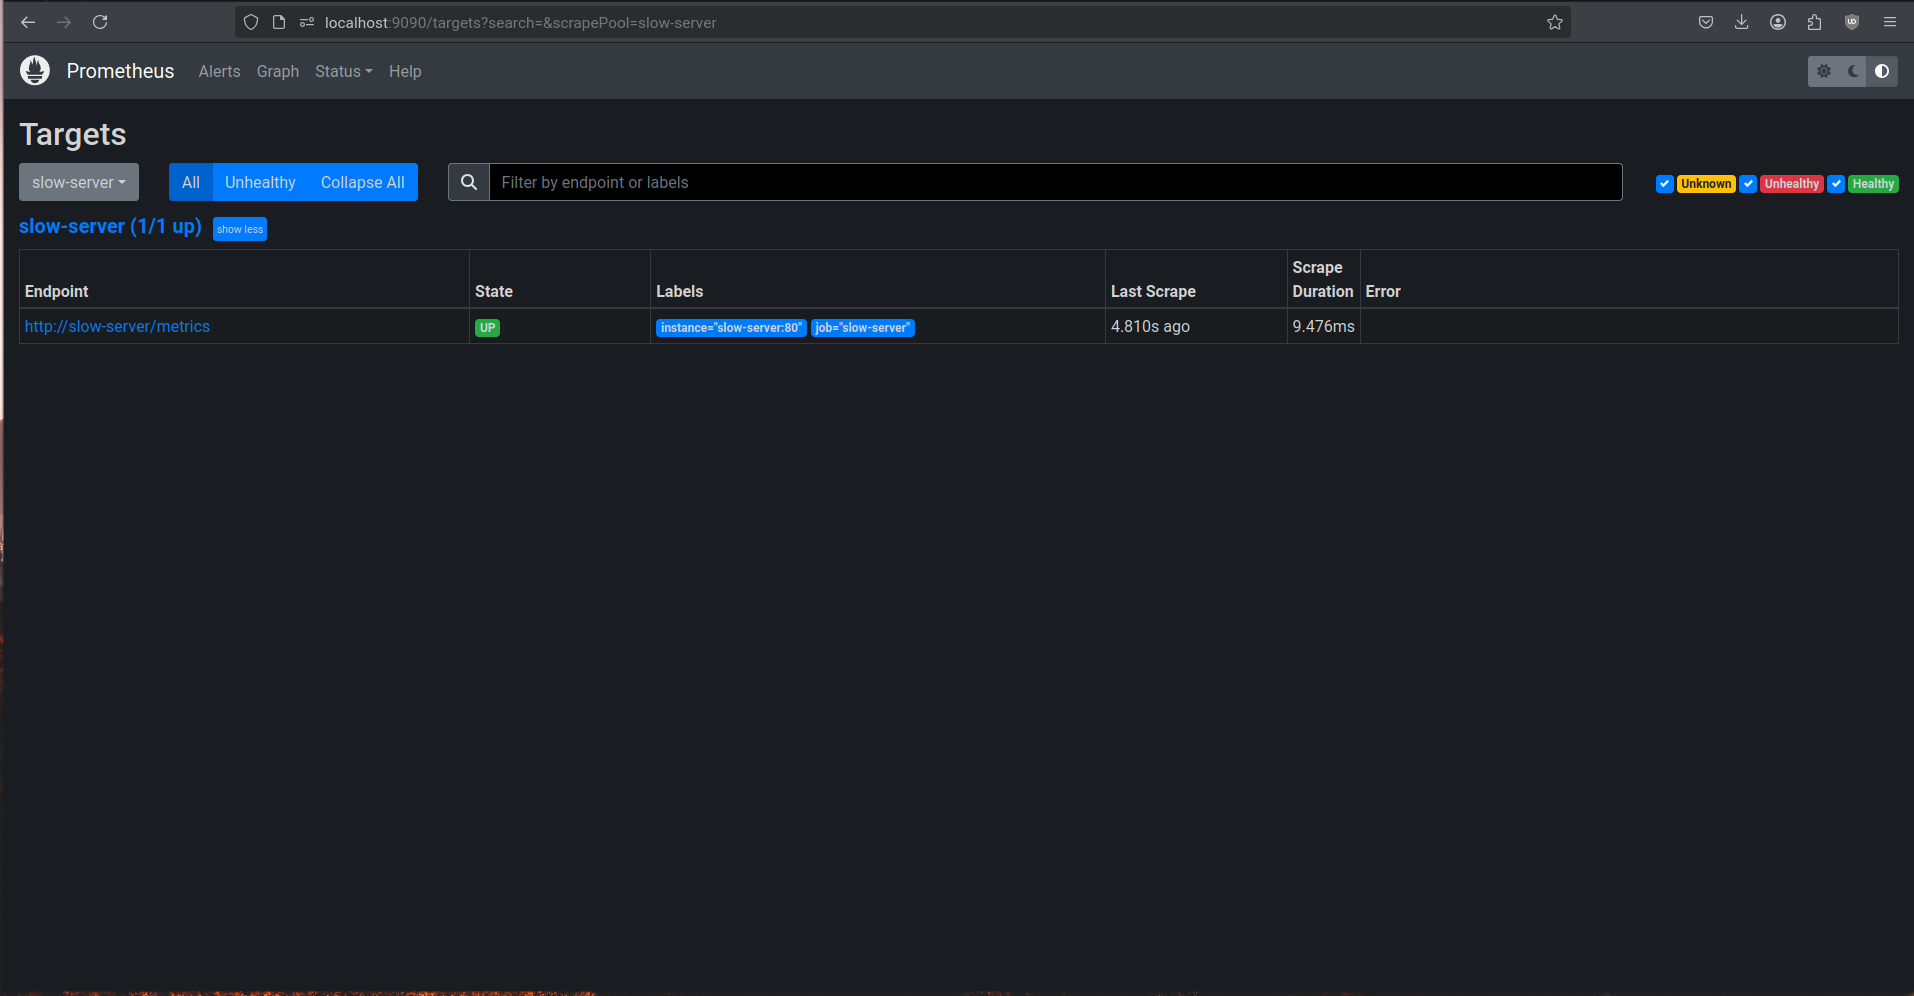 localhost:9090/targets?search=&scrapePool=slow-server
Prometheus Alerts Graph Status Help
Targets
slow-server All Unhealthy Collapse All Filter by endpoint or labels Unknown Unhealthy Healthy
slow-server (1/1 up) show less
Endpoint State Labels Last Scrape Scrape Duration Error
http://slow-server/metrics UP instance="slow-server:80" job="slow-server" 4.810s ago 9.476ms